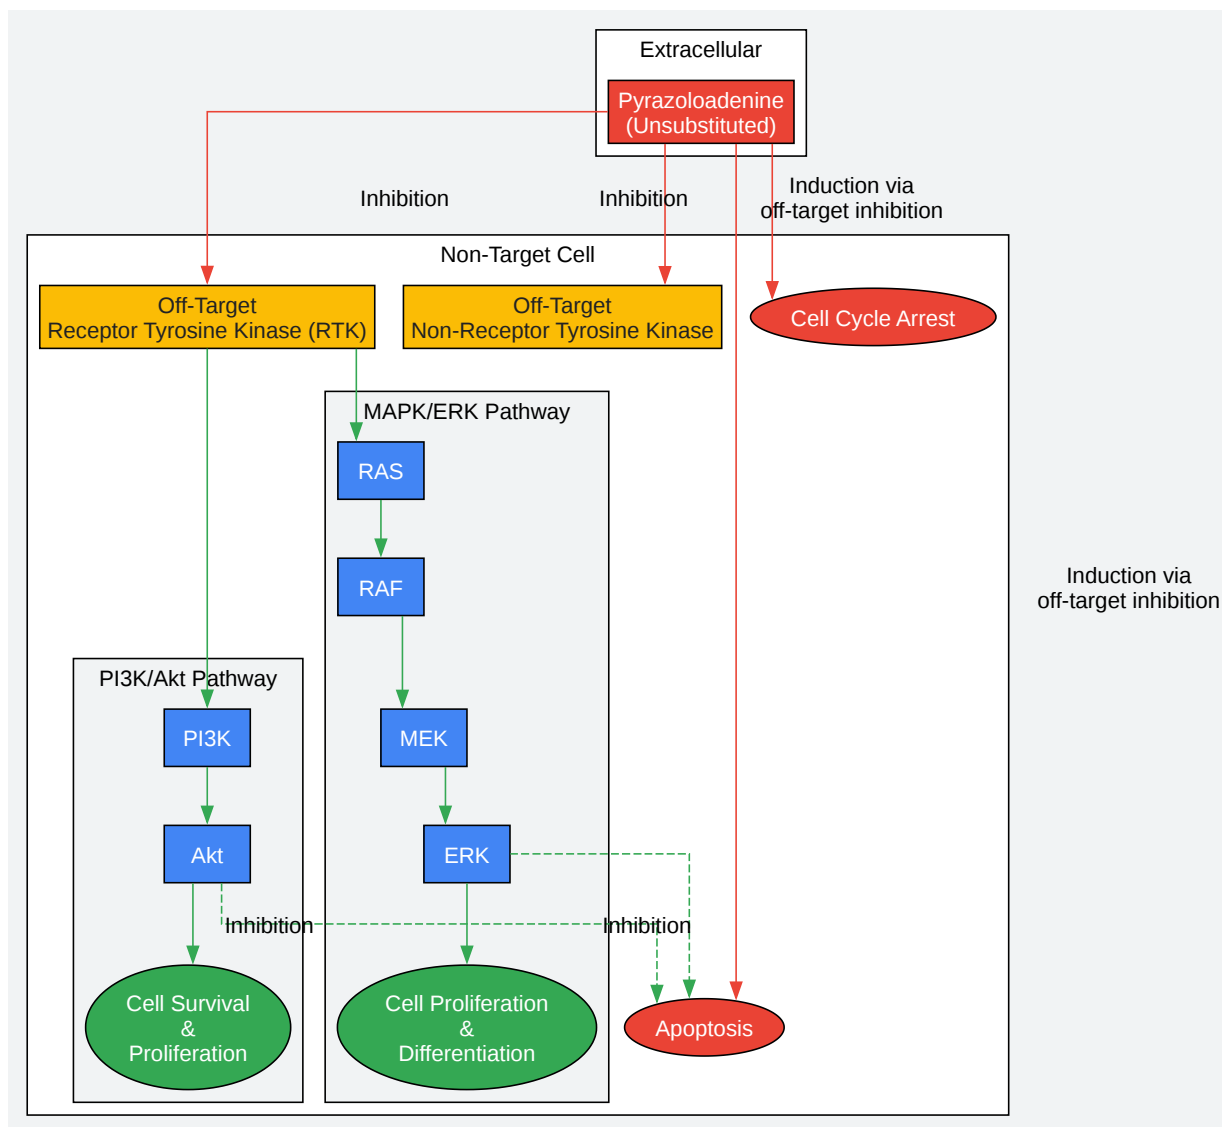 Extracellular
Pyrazoloadenine
(Unsubstituted)
Inhibition
Inhibition
Induction via
off-target inhibition
Non-Target Cell
Off-Target
Receptor Tyrosine Kinase (RTK)
Off-Target
Non-Receptor Tyrosine Kinase
Cell Cycle Arrest
MAPK/ERK Pathway
RAS
RAF
Induction via
off-target inhibition
PI3K/Akt Pathway
PI3K
MEK
Akt
ERK
Inhibition
Inhibition
Cell Survival
&
Proliferation
Cell Proliferation
&
Differentiation
Apoptosis